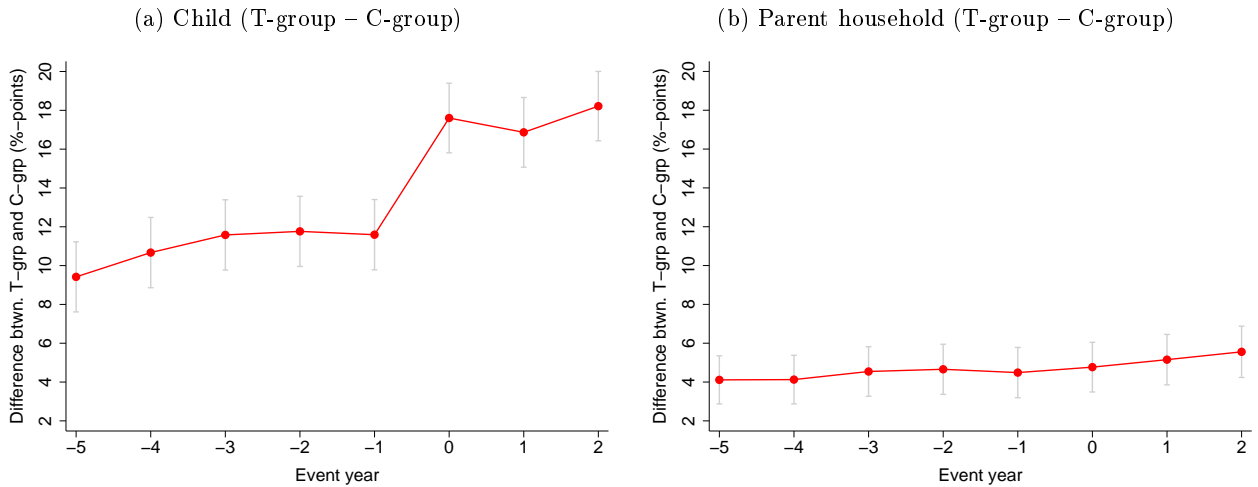 (a) Child (T-group – C-group)
Difference btwn. T−grp and C−grp (%−points)
20
18
16
14
12
10
8
6
4
2
−5 −4 −3 −2 −1 0 1 2
Event year
(b) Parent household (T-group – C-group)
Difference btwn. T−grp and C−grp (%−points)
20
18
16
14
12
10
8
6
4
2
−5 −4 −3 −2 −1 0 1 2
Event year